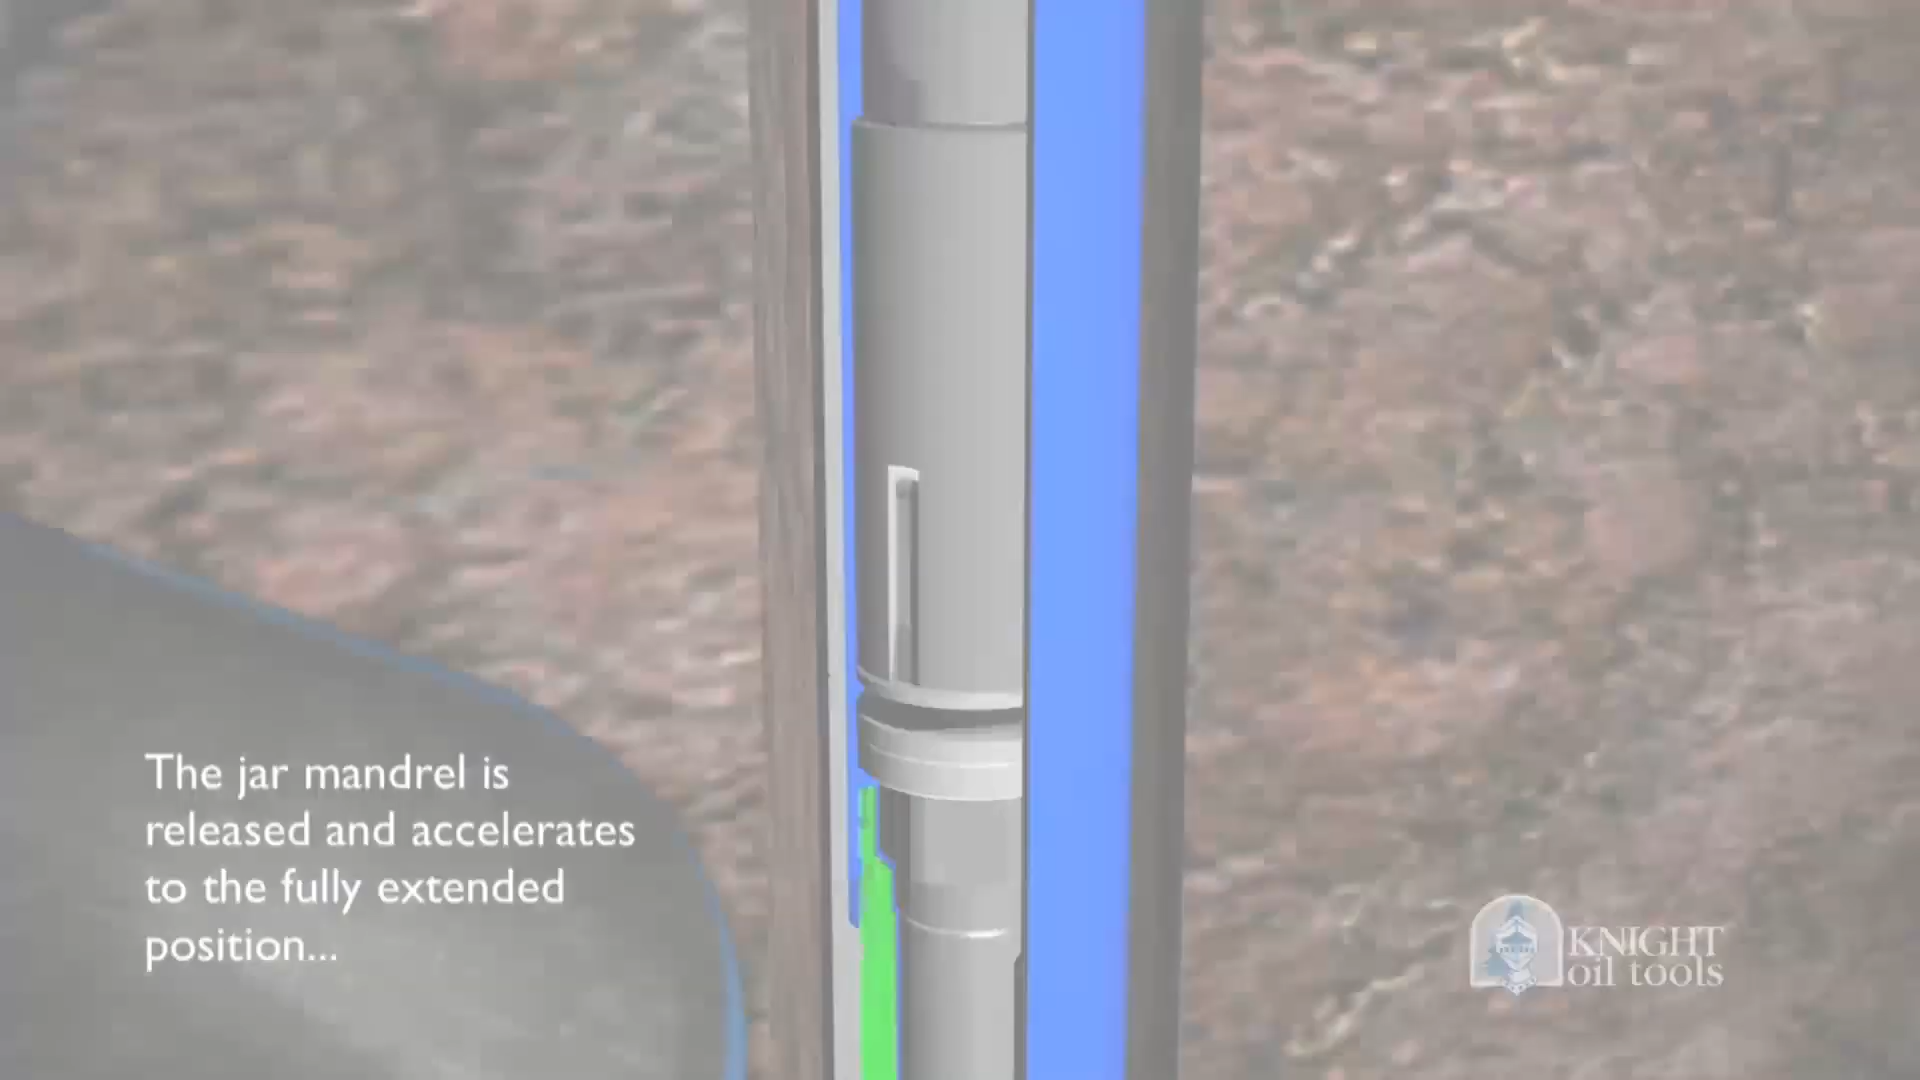 The jar mandrel is
released and accelerates
to the fully extended
position...
KNIGHT
oil tools